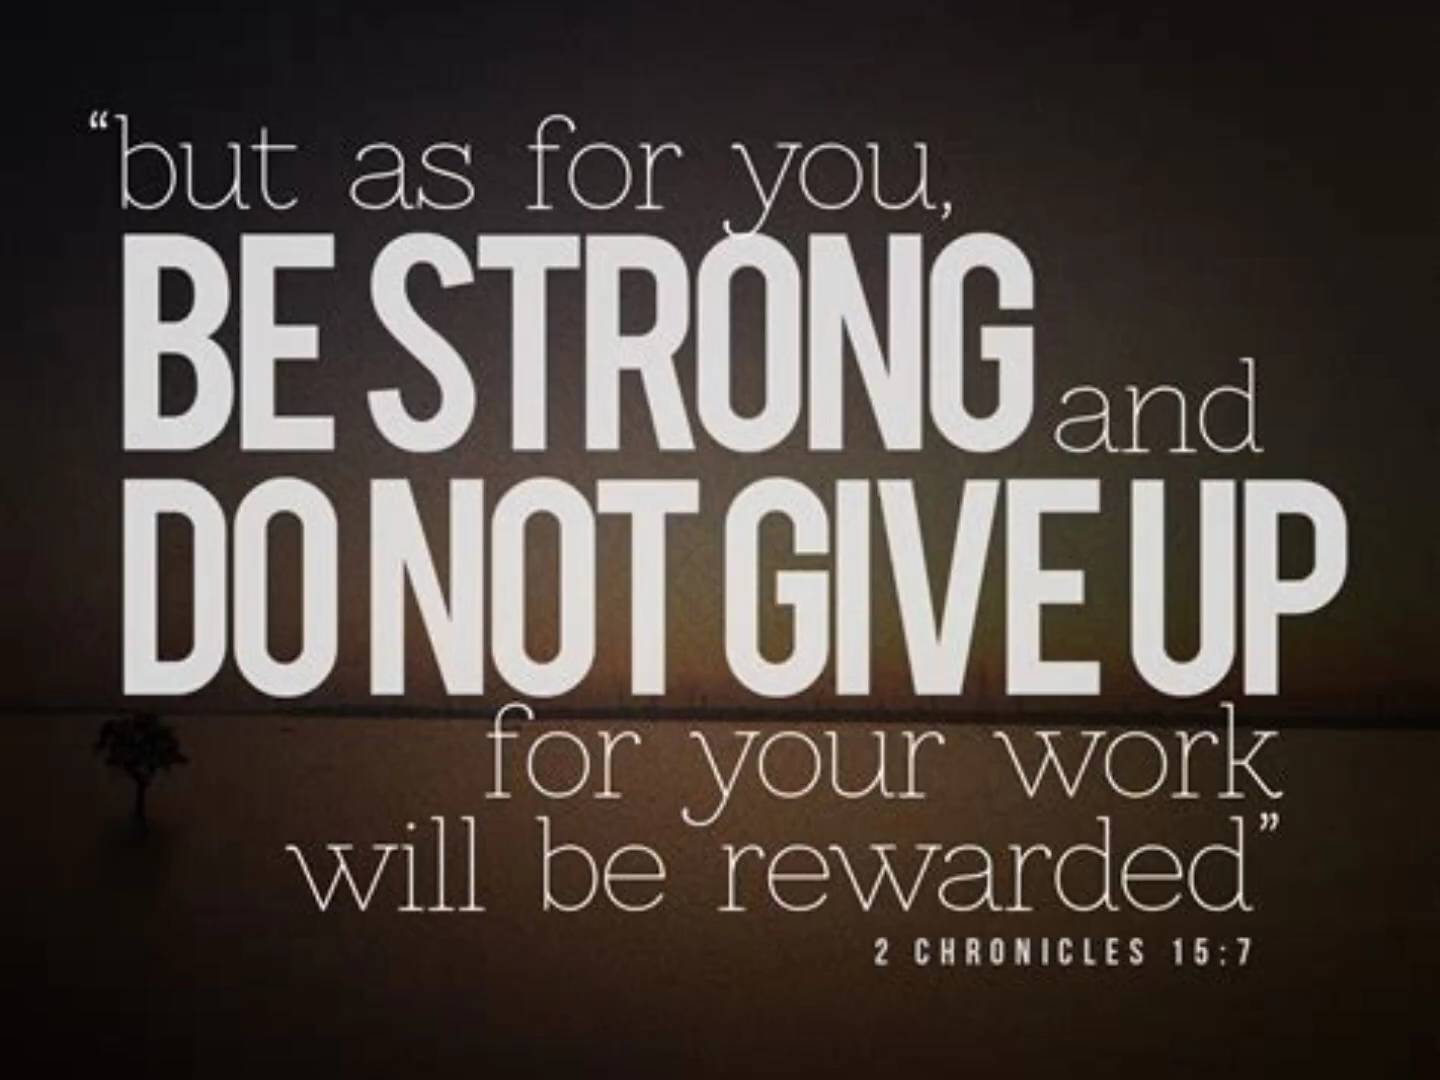 “but as for you,
BE STRONG and
DO NOT GIVE UP
for your work
will be rewarded”
2 CHRONICLES 15:7